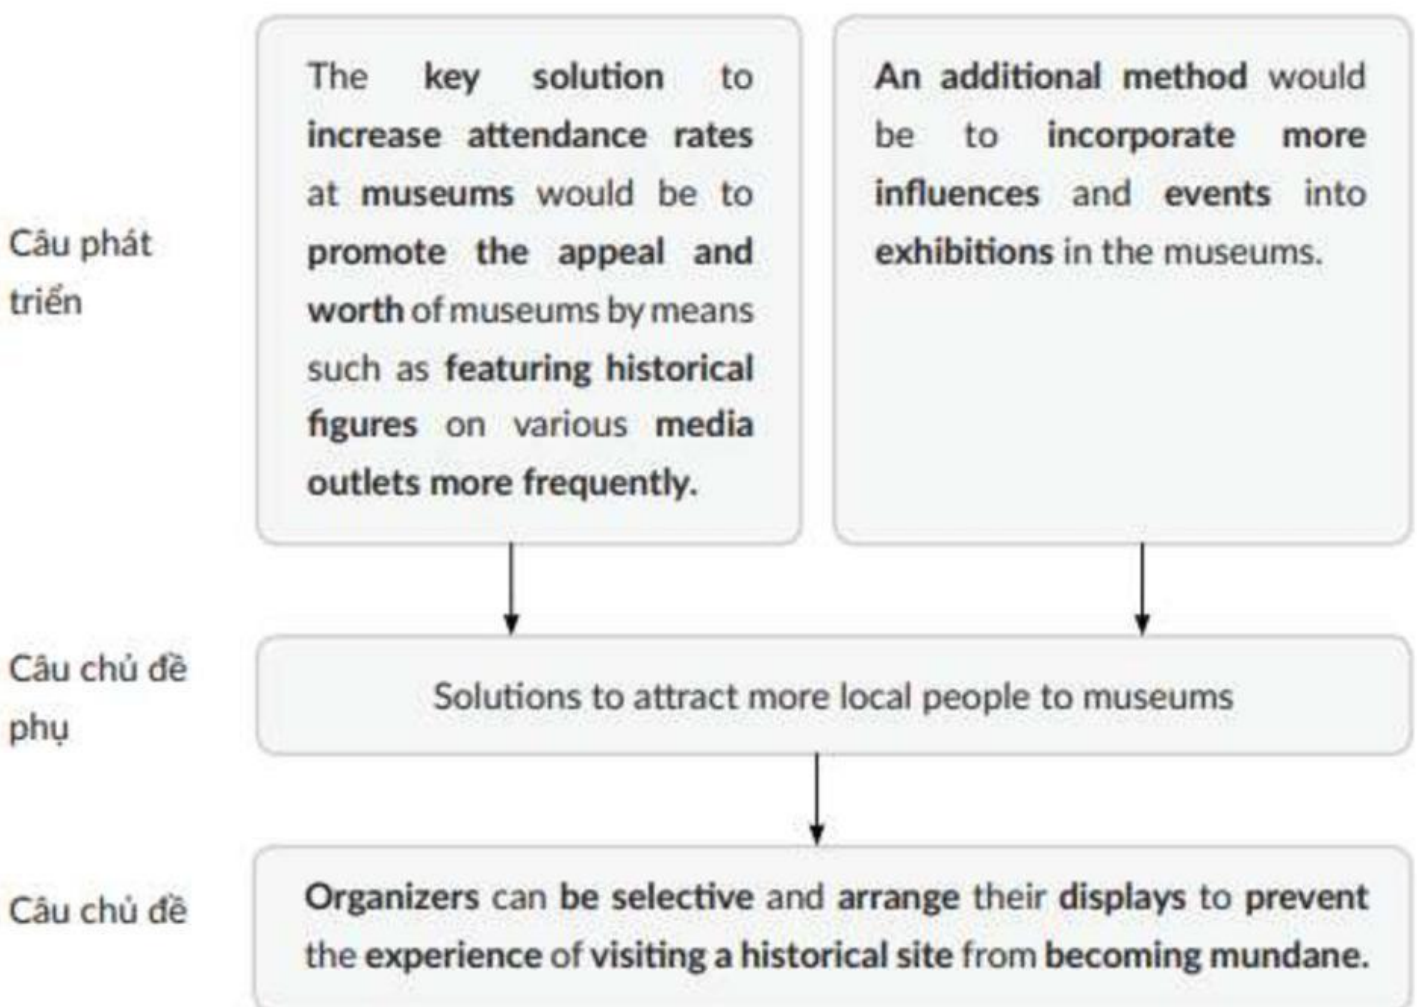 Câu phát
triển
The key solution to
increase attendance rates
at museums would be to
promote the appeal and
worth of museums by means
such as featuring historical
figures on various media
outlets more frequently.
An additional method would
be to incorporate more
influences and events into
exhibitions in the museums.
Câu chủ đề
phụ
Solutions to attract more local people to museums
Câu chủ đề
Organizers can be selective and arrange their displays to prevent
the experience of visiting a historical site from becoming mundane.